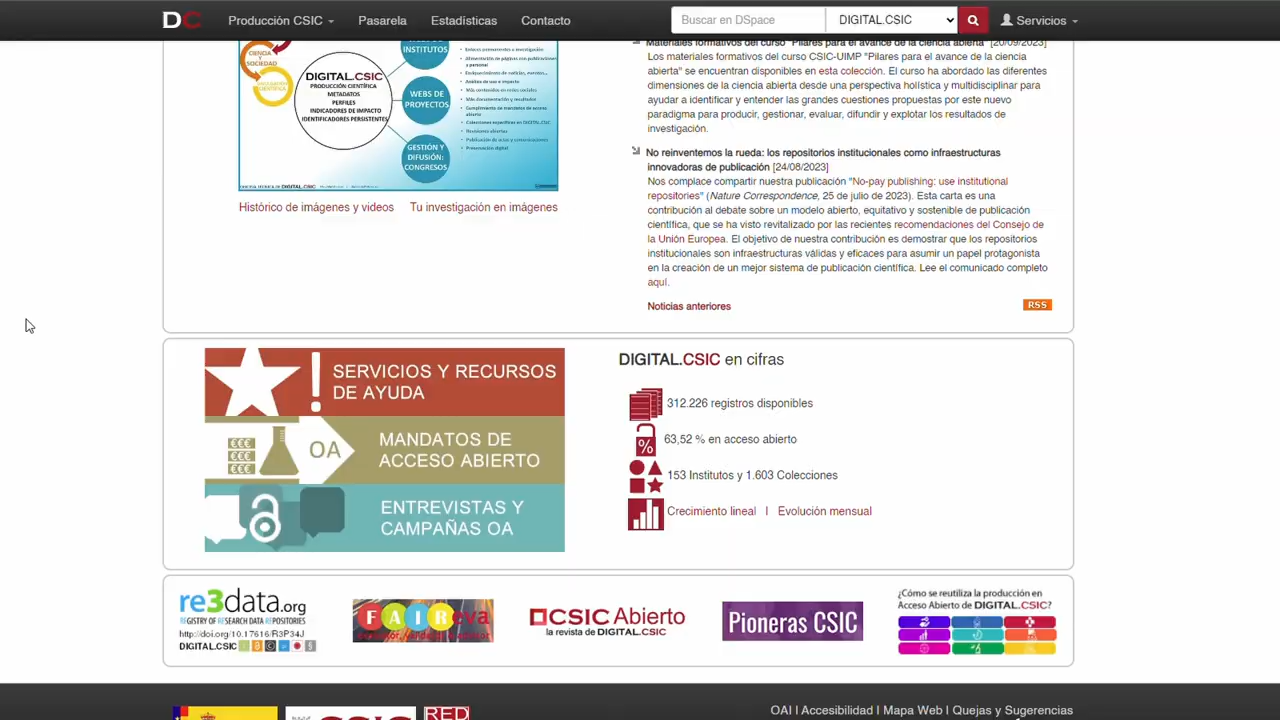 DC
Producción CSIC
Pasarela
Estadísticas
Contacto
Buscar en DSpace
DIGITAL.CSIC
Servicios
CIENCIA
Y
SOCIEDAD
DIGITAL.CSIC
PRODUCCIÓN CIENTÍFICA
METADATOS
PERFILES
INDICADORES DE IMPACTO
IDENTIFICADORES PERSISTENTES
INSTITUTOS
WEBS DE
PROYECTOS
GESTIÓN Y
DIFUSIÓN:
CONGRESOS
Histórico de imágenes y videos
Tu investigación en imágenes
Materiales formativos del curso "Pilares para el avance de la ciencia abierta" [20/09/2023]
Los materiales formativos del curso CSIC-UIMP "Pilares para el avance de la ciencia
abierta" se encuentran disponibles en esta colección. El curso ha abordado las diferentes
dimensiones de la ciencia abierta desde una perspectiva holística y multidisciplinar para
ayudar a identificar y entender las grandes cuestiones propuestas por este nuevo
paradigma para producir, gestionar, evaluar, difundir y explotar los resultados de
investigación.
No reinventemos la rueda: los repositorios institucionales como infraestructuras
innovadoras de publicación [24/08/2023]
Nos complace compartir nuestra publicación "No-pay publishing: use institutional
repositories" (Nature Correspondence, 25 de julio de 2023). Esta carta es una
contribución al debate sobre un modelo abierto, equitativo y sostenible de publicación
científica, que se ha visto revitalizado por las recientes recomendaciones del Consejo de
la Unión Europea. El objetivo de nuestra contribución es demostrar que los repositorios
institucionales son infraestructuras válidas y eficaces para asumir un papel protagonista
en la creación de un mejor sistema de publicación científica. Lee el comunicado completo
aquí.
Noticias anteriores
RSS
SERVICIOS Y RECURSOS
DE AYUDA
OA
MANDATOS DE
ACCESO ABIERTO
ENTREVISTAS Y
CAMPAÑAS OA
DIGITAL.CSIC en cifras
312.226 registros disponibles
63,52 % en acceso abierto
153 Institutos y 1.603 Colecciones
Crecimiento lineal | Evolución mensual
re3data.org
REGISTRY OF RESEARCH DATA REPOSITORIES
http://doi.org/10.17616/R3P34J
DIGITAL.CSIC
FAIR eva
CSIC Abierto
la revista de DIGITAL.CSIC
Pioneras CSIC
¿Cómo se reutiliza la producción en
Acceso Abierto de DIGITAL.CSIC?
RED
OAI | Accesibilidad | Mapa Web | Quejas y Sugerencias